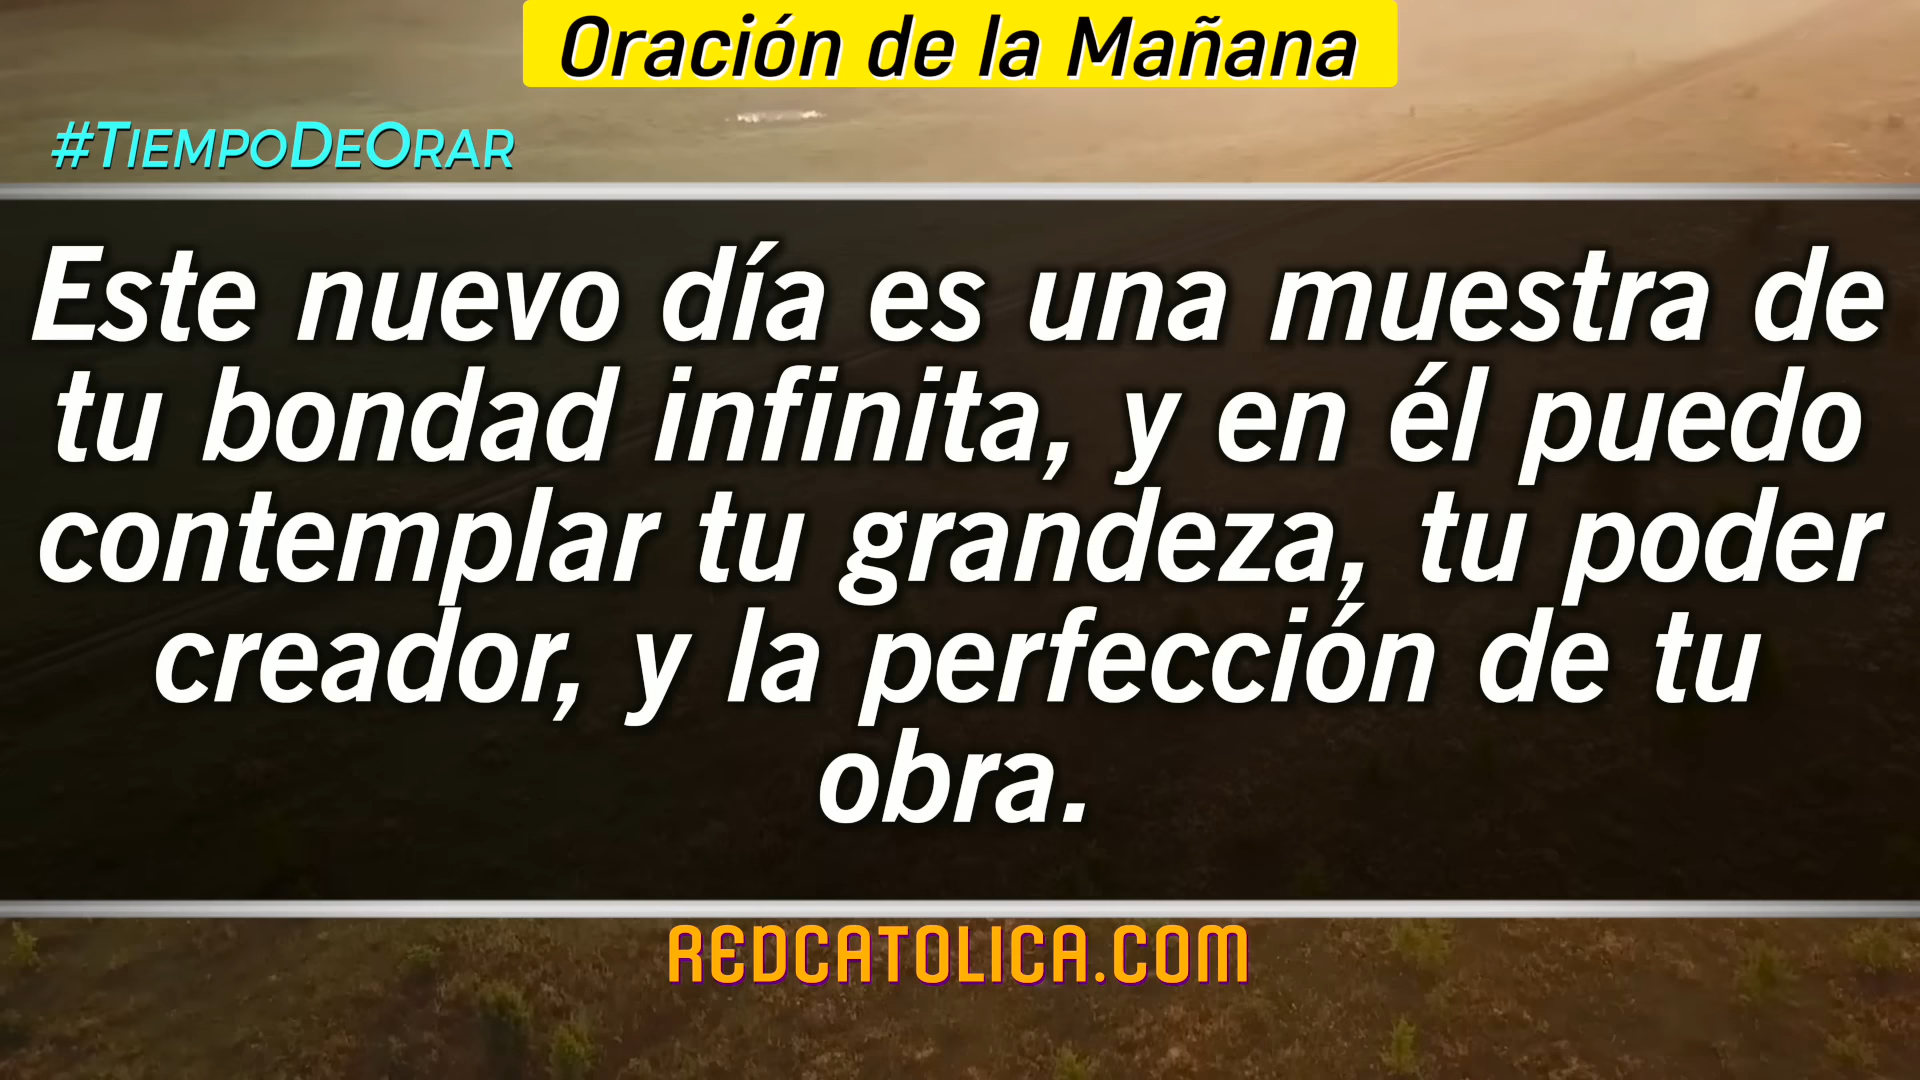 Oración de la Mañana
#TiempoDeOrar
Este nuevo día es una muestra de
tu bondad infinita, y en él puedo
contemplar tu grandeza, tu poder
creador, y la perfección de tu
obra.
REDCATOLICA.COM